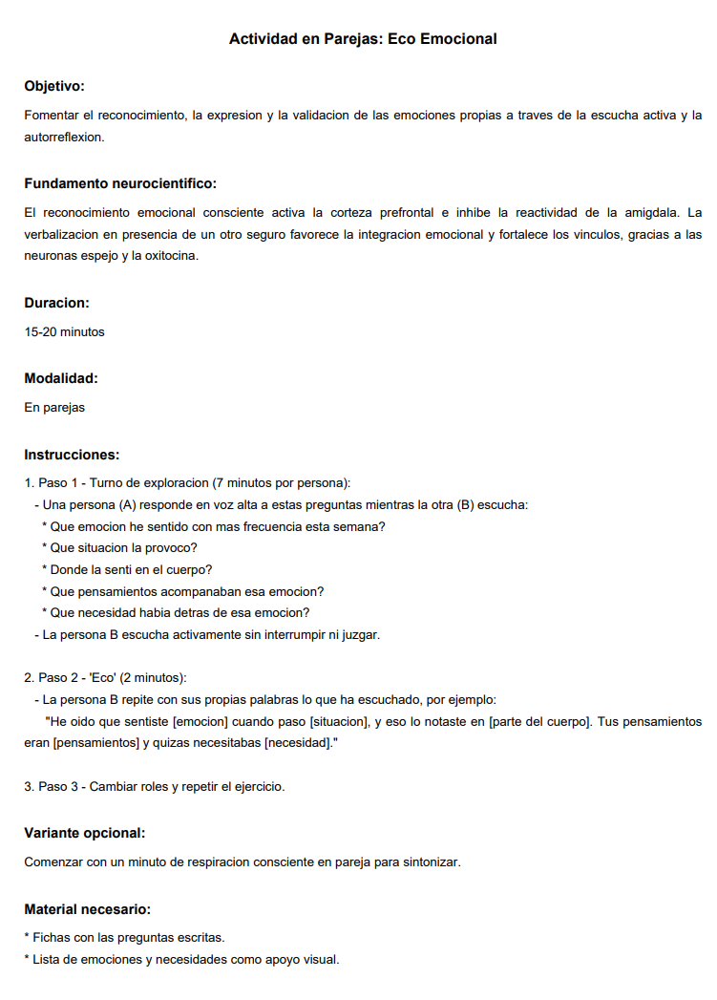 Actividad en Parejas: Eco Emocional
Objetivo:
Fomentar el reconocimiento, la expresion y la validacion de las emociones propias a traves de la escucha activa y la
autorreflexion.
Fundamento neurocientifico:
El reconocimiento emocional consciente activa la corteza prefrontal e inhibe la reactividad de la amigdala. La
verbalizacion en presencia de un otro seguro favorece la integracion emocional y fortalece los vinculos, gracias a las
neuronas espejo y la oxitocina.
Duracion:
15-20 minutos
Modalidad:
En parejas
Instrucciones:
1. Paso 1 - Turno de exploracion (7 minutos por persona):
- Una persona (A) responde en voz alta a estas preguntas mientras la otra (B) escucha:
* Que emocion he sentido con mas frecuencia esta semana?
* Que situacion la provoco?
* Donde la senti en el cuerpo?
* Que pensamientos acompanaban esa emocion?
* Que necesidad habia detras de esa emocion?
- La persona B escucha activamente sin interrumpir ni juzgar.
2. Paso 2 - 'Eco' (2 minutos):
- La persona B repite con sus propias palabras lo que ha escuchado, por ejemplo:
"He oido que sentiste [emocion] cuando paso [situacion], y eso lo notaste en [parte del cuerpo]. Tus pensamientos
eran [pensamientos] y quizas necesitabas [necesidad]."
3. Paso 3 - Cambiar roles y repetir el ejercicio.
Variante opcional:
Comenzar con un minuto de respiracion consciente en pareja para sintonizar.
Material necesario:
* Fichas con las preguntas escritas.
* Lista de emociones y necesidades como apoyo visual.